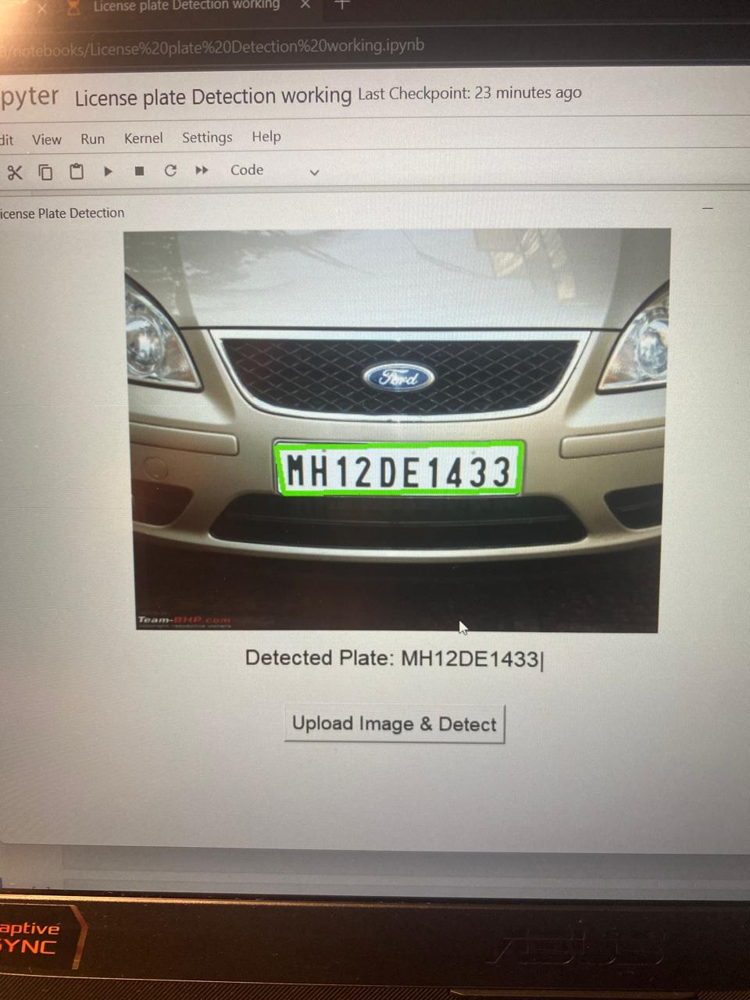 License plate Detection working
/notebooks/License%20plate%20Detection%20working.ipynb
pyter License plate Detection working Last Checkpoint: 23 minutes ago
dit View Run Kernel Settings Help
Code
icense Plate Detection
Ford
MH12DE1433
Team-BHP.com
Detected Plate: MH12DE1433|
Upload Image & Detect
aptive
SYNC
ASUS